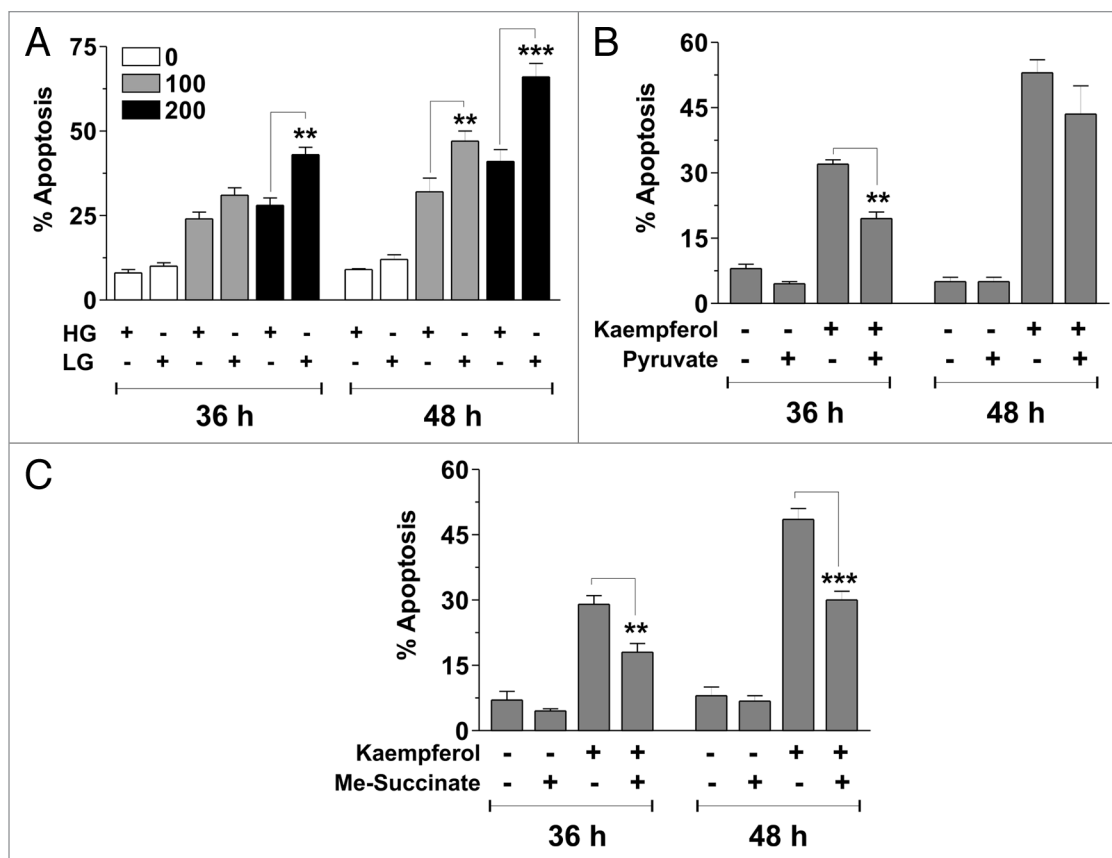 A
0
100
200
% Apoptosis
75
50
25
0
**
**
***
HG + - + - + - + - + - + -
LG - + - + - + - + - + - +
36 h 48 h
B
% Apoptosis
60
45
30
15
0
**
Kaempferol - - + + - - + +
Pyruvate - + - + - + - +
36 h 48 h
C
% Apoptosis
60
45
30
15
0
**
***
Kaempferol - - + + - - + +
Me-Succinate - + - + - + - +
36 h 48 h